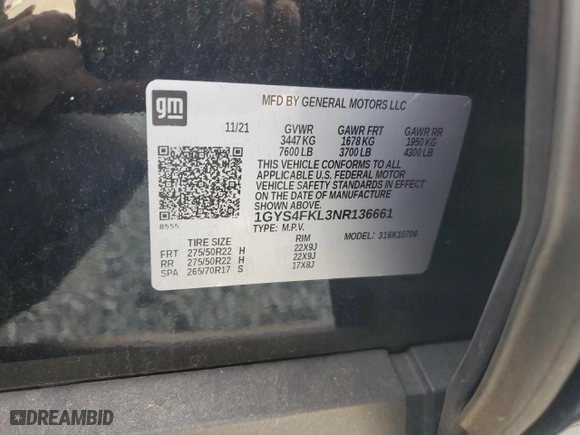 gm
MFD BY GENERAL MOTORS LLC
11/21 GVWR GAWR FRT GAWR RR
3447 KG 1678 KG 1950 KG
7600 LB 3700 LB 4300 LB
THIS VEHICLE CONFORMS TO ALL
APPLICABLE U.S. FEDERAL MOTOR
VEHICLE SAFETY STANDARDS IN EFFECT
ON THE DATE OF MANUFACTURE
SHOWN ABOVE.
1GYS4FKL3NR136661
8555 TYPE: M.P.V. MODEL: 316K10706
TIRE SIZE RIM
FRT 275/50R22 H 22X9J
RR 275/50R22 H 22X9J
SPA 265/70R17 S 17X8J
DREAMBID